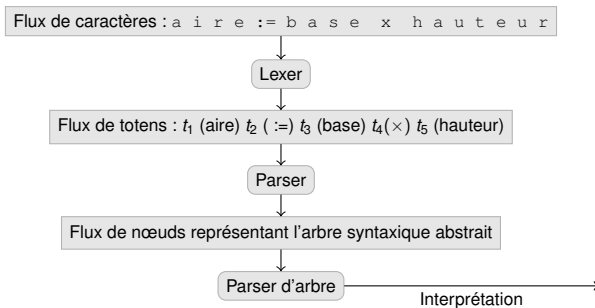 Flux de caractères : a i r e := b a s e x h a u t e u r
Lexer
Flux de totens : t₁ (aire) t₂ ( :=) t₃ (base) t₄(×) t₅ (hauteur)
Parser
Flux de nœuds représentant l'arbre syntaxique abstrait
Parser d'arbre
Interprétation